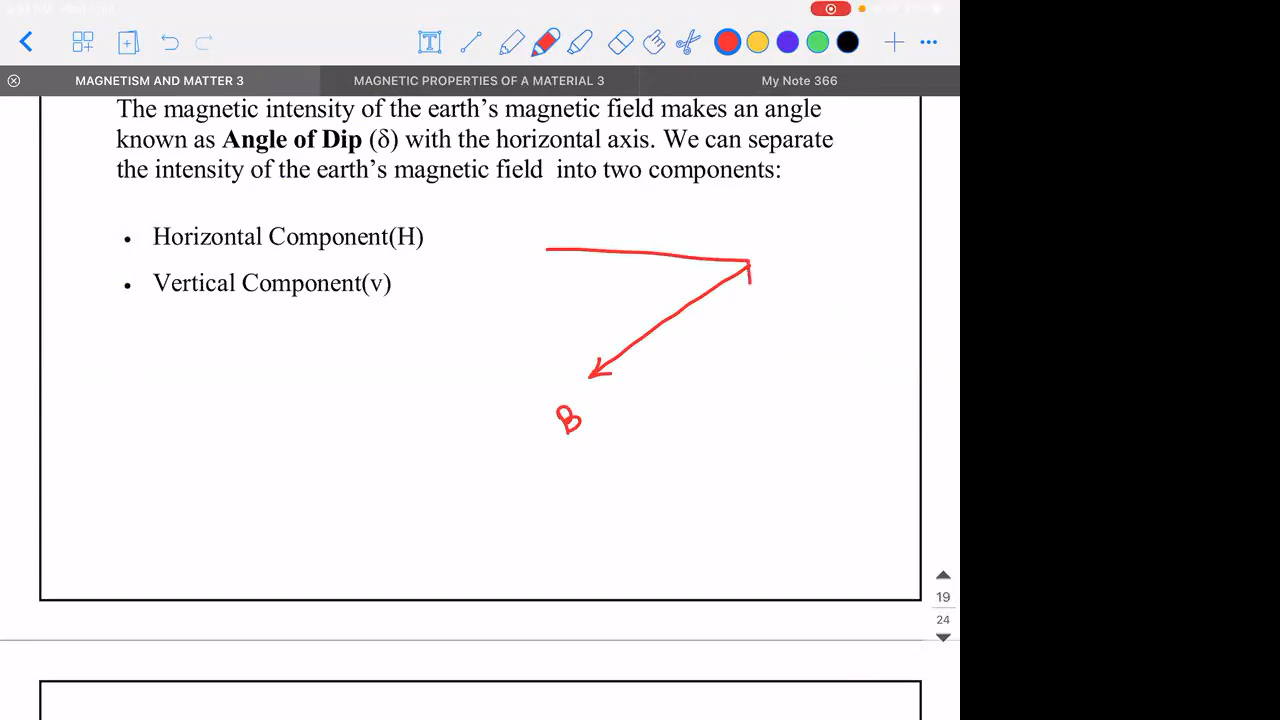 MAGNETISM AND MATTER 3
MAGNETIC PROPERTIES OF A MATERIAL 3
My Note 366
The magnetic intensity of the earth's magnetic field makes an angle
known as Angle of Dip (δ) with the horizontal axis. We can separate
the intensity of the earth's magnetic field into two components:
• Horizontal Component(H)
• Vertical Component(v)
B
19
24